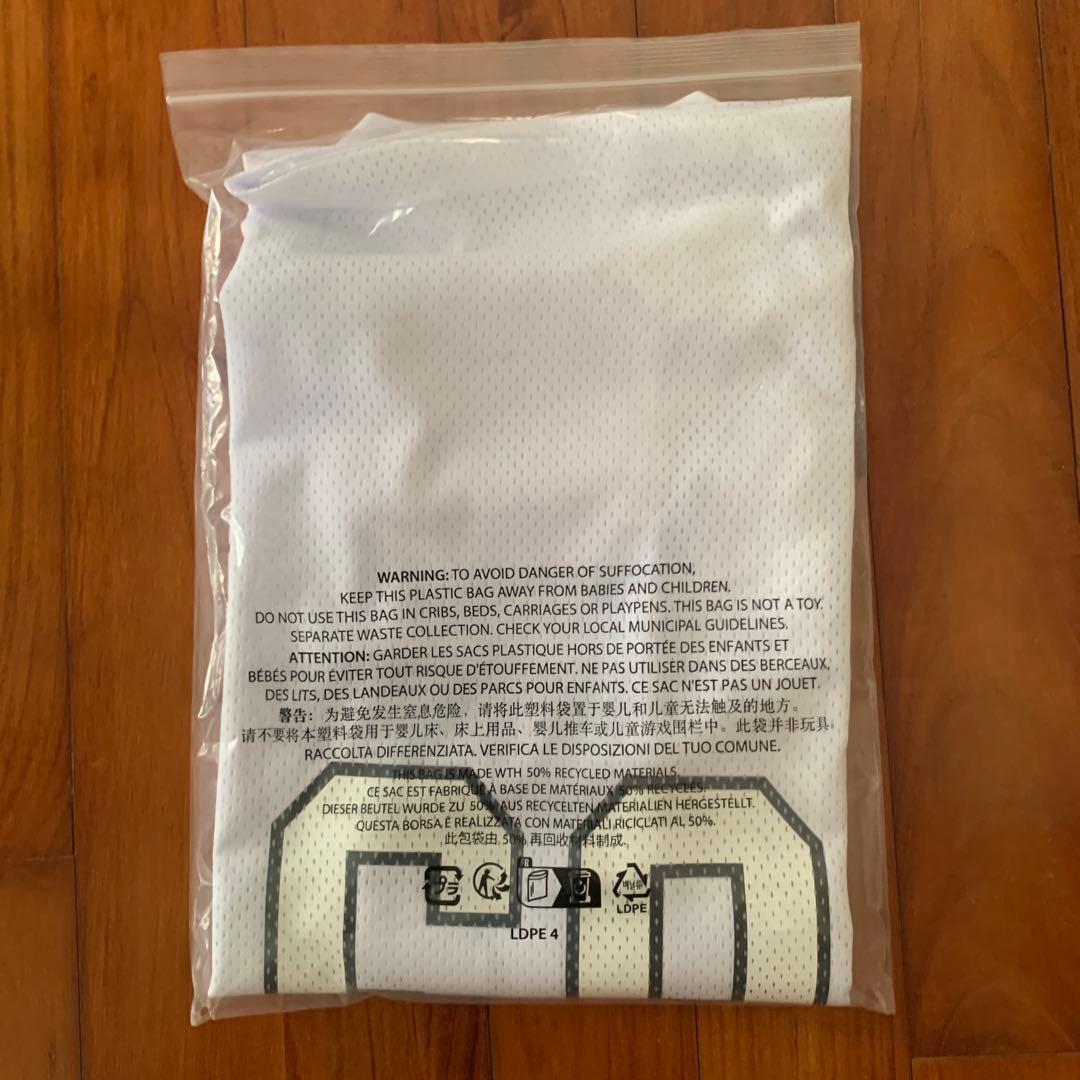 WARNING: TO AVOID DANGER OF SUFFOCATION,
KEEP THIS PLASTIC BAG AWAY FROM BABIES AND CHILDREN.
DO NOT USE THIS BAG IN CRIBS, BEDS, CARRIAGES OR PLAYPENS. THIS BAG IS NOT A TOY.
SEPARATE WASTE COLLECTION. CHECK YOUR LOCAL MUNICIPAL GUIDELINES.
ATTENTION: GARDER LES SACS PLASTIQUE HORS DE PORTÉE DES ENFANTS ET
BÉBÉS POUR ÉVITER TOUT RISQUE D'ÉTOUFFEMENT. NE PAS UTILISER DANS DES BERCEAUX,
DES LITS, DES LANDEAUX OU DES PARCS POUR ENFANTS. CE SAC N'EST PAS UN JOUET.
警告: 为避免发生窒息危险，请将此塑料袋置于婴儿和儿童无法触及的地方。
请不要将本塑料袋用于婴儿床、床上用品、婴儿推车或儿童游戏围栏中。此袋并非玩具。
RACCOLTA DIFFERENZIATA. VERIFICA LE DISPOSIZIONI DEL TUO COMUNE.
THIS BAG IS MADE WTH 50% RECYCLED MATERIALS.
CE SAC EST FABRIQUÉ À BASE DE MATÉRIAUX 50% RECYCLÉS.
DIESER BEUTEL WURDE ZU 50% AUS RECYCELTEN MATERIALIEN HERGESTELLT.
QUESTA BORSA È REALIZZATA CON MATERIALI RICICLATI AL 50%.
此包袋由 50% 再回收材料制成.
FR
LDPE
LDPE 4